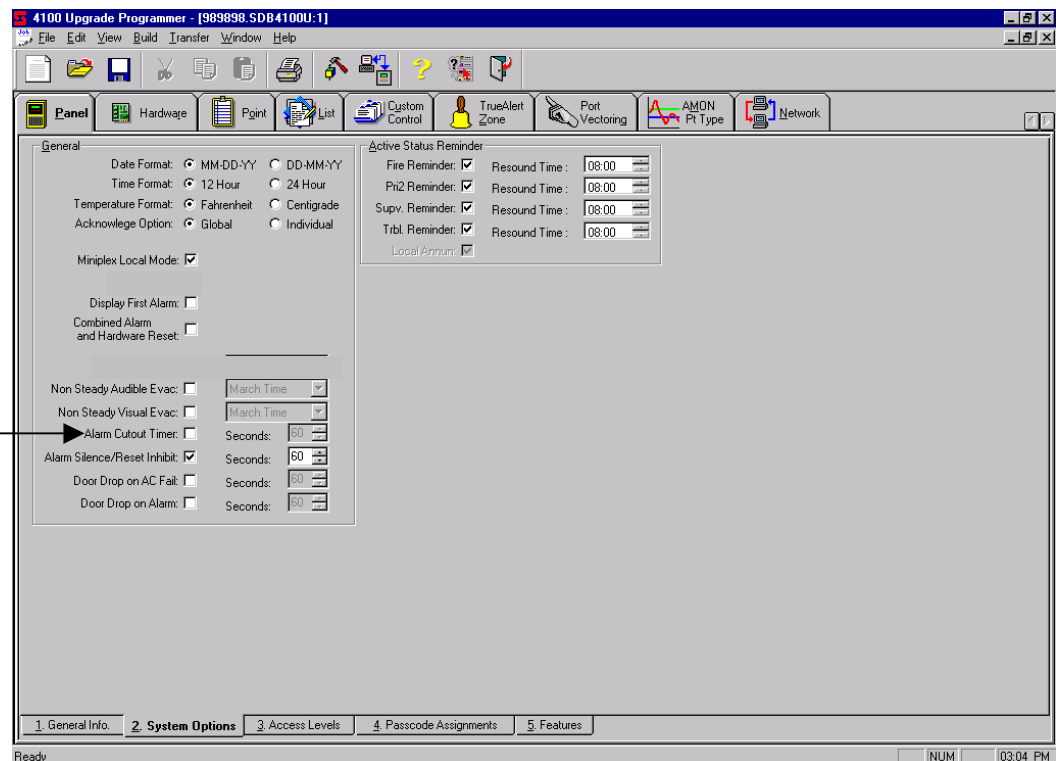 4100 Upgrade Programmer - [989898.SDB4100U:1]
File Edit View Build Transfer Window Help
Panel Hardware Point List Custom Control TrueAlert Zone Port Vectoring AMON Pt Type Network
General
Date Format: MM-DD-YY DD-MM-YY
Time Format: 12 Hour 24 Hour
Temperature Format: Fahrenheit Centigrade
Acknowlege Option: Global Individual
Miniplex Local Mode:
Display First Alarm:
Combined Alarm
and Hardware Reset:
Non Steady Audible Evac: March Time
Non Steady Visual Evac: March Time
Alarm Cutout Timer: Seconds: 60
Alarm Silence/Reset Inhibit: Seconds: 60
Door Drop on AC Fail: Seconds: 60
Door Drop on Alarm: Seconds: 60
Active Status Reminder
Fire Reminder: Resound Time : 08:00
Pri2 Reminder: Resound Time : 08:00
Supv. Reminder: Resound Time : 08:00
Trbl. Reminder: Resound Time : 08:00
Local Annun:
1. General Info. 2. System Options 3. Access Levels 4. Passcode Assignments 5. Features
Ready NUM 03:04 PM